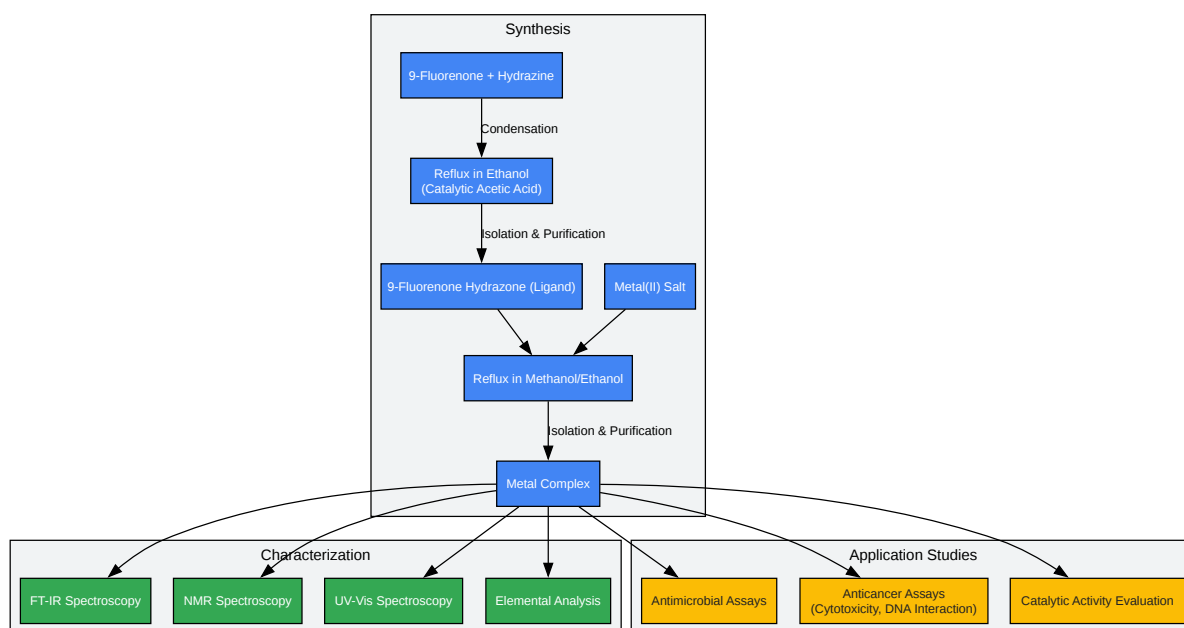 Synthesis
9-Fluorenone + Hydrazine
Condensation
Reflux in Ethanol
(Catalytic Acetic Acid)
Isolation & Purification
9-Fluorenone Hydrazone (Ligand)
Metal(II) Salt
Reflux in Methanol/Ethanol
Isolation & Purification
Metal Complex
Characterization
FT-IR Spectroscopy
NMR Spectroscopy
UV-Vis Spectroscopy
Elemental Analysis
Application Studies
Antimicrobial Assays
Anticancer Assays
(Cytotoxicity, DNA Interaction)
Catalytic Activity Evaluation